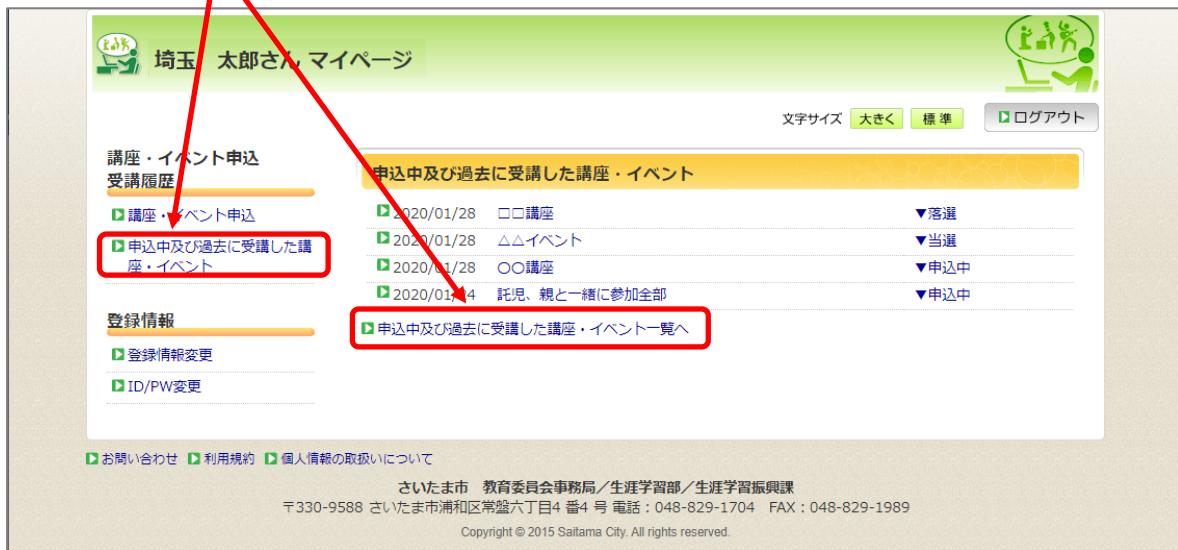 埼玉　太郎さん マイページ
文字サイズ 大きく 標準 ログアウト
講座・イベント申込
受講履歴
講座・イベント申込
申込中及び過去に受講した講
座・イベント
登録情報
登録情報変更
ID/PW変更
申込中及び過去に受講した講座・イベント
2020/01/28 □□講座 ▼落選
2020/01/28 △△イベント ▼当選
2020/01/28 〇〇講座 ▼申込中
2020/01/24 託児、親と一緒に参加全部 ▼申込中
申込中及び過去に受講した講座・イベント一覧へ
お問い合わせ 利用規約 個人情報の取扱いについて
さいたま市　教育委員会事務局／生涯学習部／生涯学習振興課
〒330-9588 さいたま市浦和区常盤六丁目4 番4 号 電話：048-829-1704　FAX：048-829-1989
Copyright © 2015 Saitama City. All rights reserved.